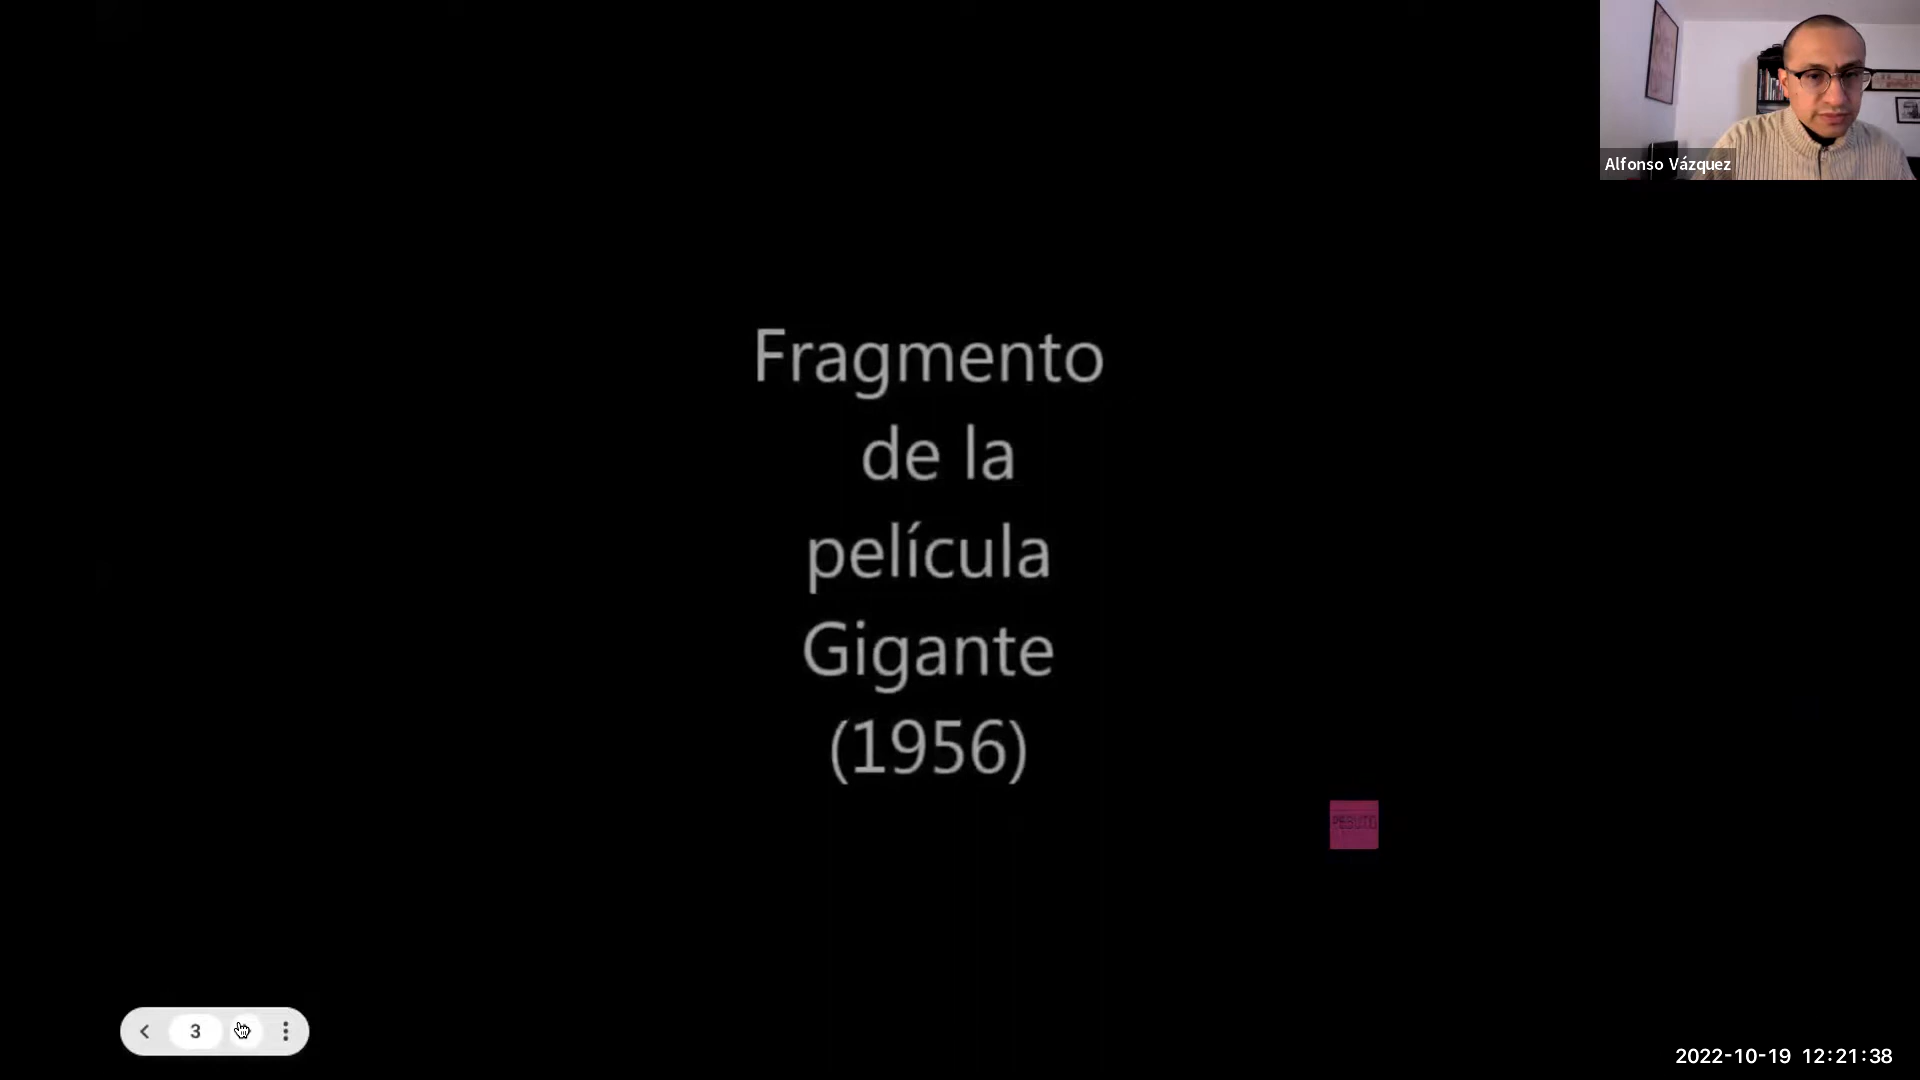 Alfonso Vázquez
Fragmento
de la
película
Gigante
(1956)
3
2022-10-19 12:21:38